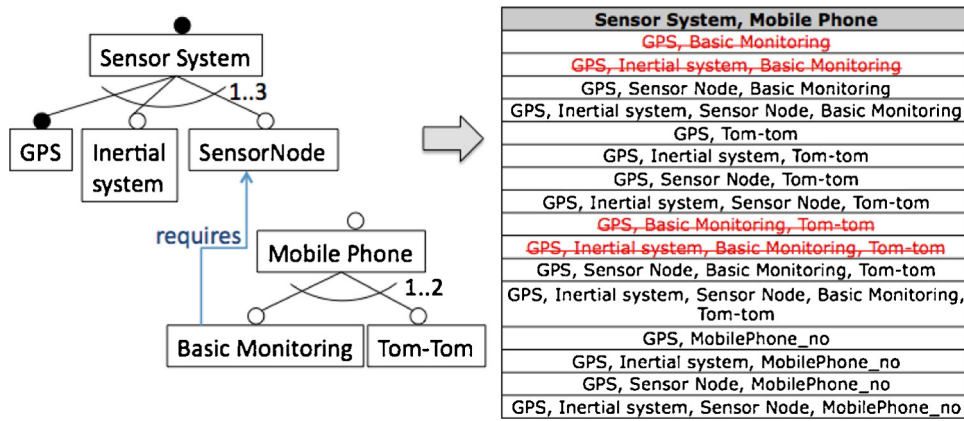 Sensor System
1..3
GPS
Inertial
system
SensorNode
requires
Mobile Phone
1..2
Basic Monitoring
Tom-Tom
Sensor System, Mobile Phone
GPS, Basic Monitoring
GPS, Inertial system, Basic Monitoring
GPS, Sensor Node, Basic Monitoring
GPS, Inertial system, Sensor Node, Basic Monitoring
GPS, Tom-tom
GPS, Inertial system, Tom-tom
GPS, Sensor Node, Tom-tom
GPS, Inertial system, Sensor Node, Tom-tom
GPS, Basic Monitoring, Tom-tom
GPS, Inertial system, Basic Monitoring, Tom-tom
GPS, Sensor Node, Basic Monitoring, Tom-tom
GPS, Inertial system, Sensor Node, Basic Monitoring,
Tom-tom
GPS, MobilePhone_no
GPS, Inertial system, MobilePhone_no
GPS, Sensor Node, MobilePhone_no
GPS, Inertial system, Sensor Node, MobilePhone_no